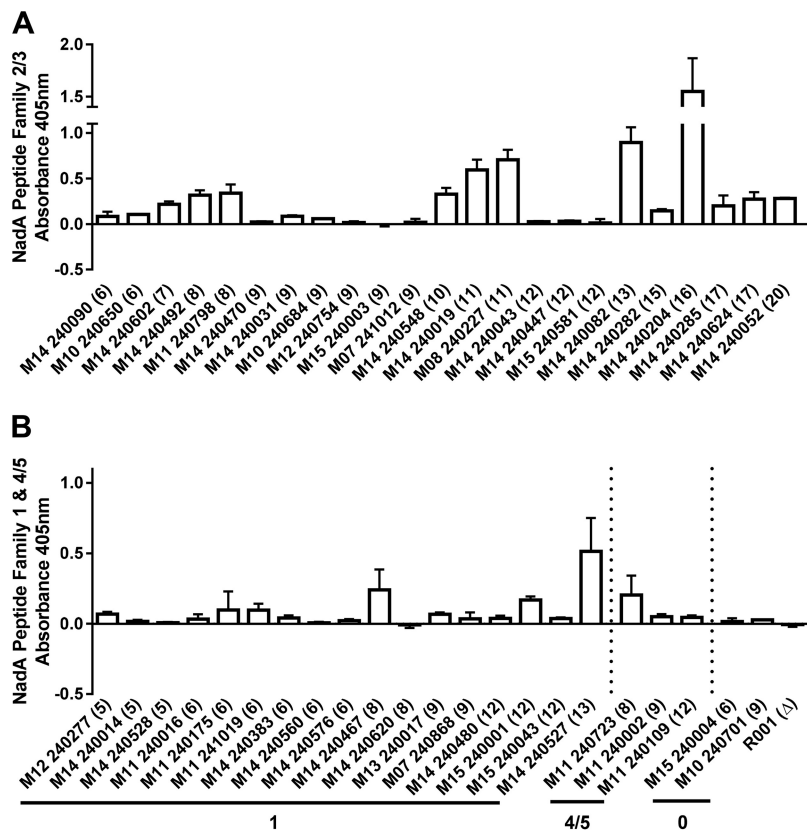 A
NadA Peptide Family 2/3
Absorbance 405nm
2.0
1.5
1.0
0.5
0.0
-0.5
M14 240090 (6)
M10 240650 (6)
M14 240602 (7)
M14 240492 (8)
M11 240798 (8)
M14 240470 (9)
M14 240031 (9)
M10 240684 (9)
M12 240754 (9)
M15 240003 (9)
M07 241012 (9)
M14 240548 (10)
M14 240019 (11)
M08 240227 (11)
M14 240043 (12)
M14 240447 (12)
M15 240581 (12)
M14 240082 (13)
M14 240282 (15)
M14 240204 (16)
M14 240285 (17)
M14 240624 (17)
M14 240052 (20)
B
NadA Peptide Family 1 & 4/5
Absorbance 405nm
1.0
0.5
0.0
-0.5
M12 240277 (5)
M14 240014 (5)
M14 240528 (5)
M11 240016 (6)
M11 240175 (6)
M11 241019 (6)
M14 240383 (6)
M14 240560 (6)
M14 240576 (6)
M14 240467 (8)
M14 240620 (8)
M13 240017 (9)
M07 240868 (9)
M14 240480 (12)
M15 240001 (12)
M15 240043 (12)
M14 240527 (13)
M11 240723 (8)
M11 240002 (9)
M11 240109 (12)
M15 240004 (6)
M10 240701 (9)
R001 (Δ)
1
4/5
0